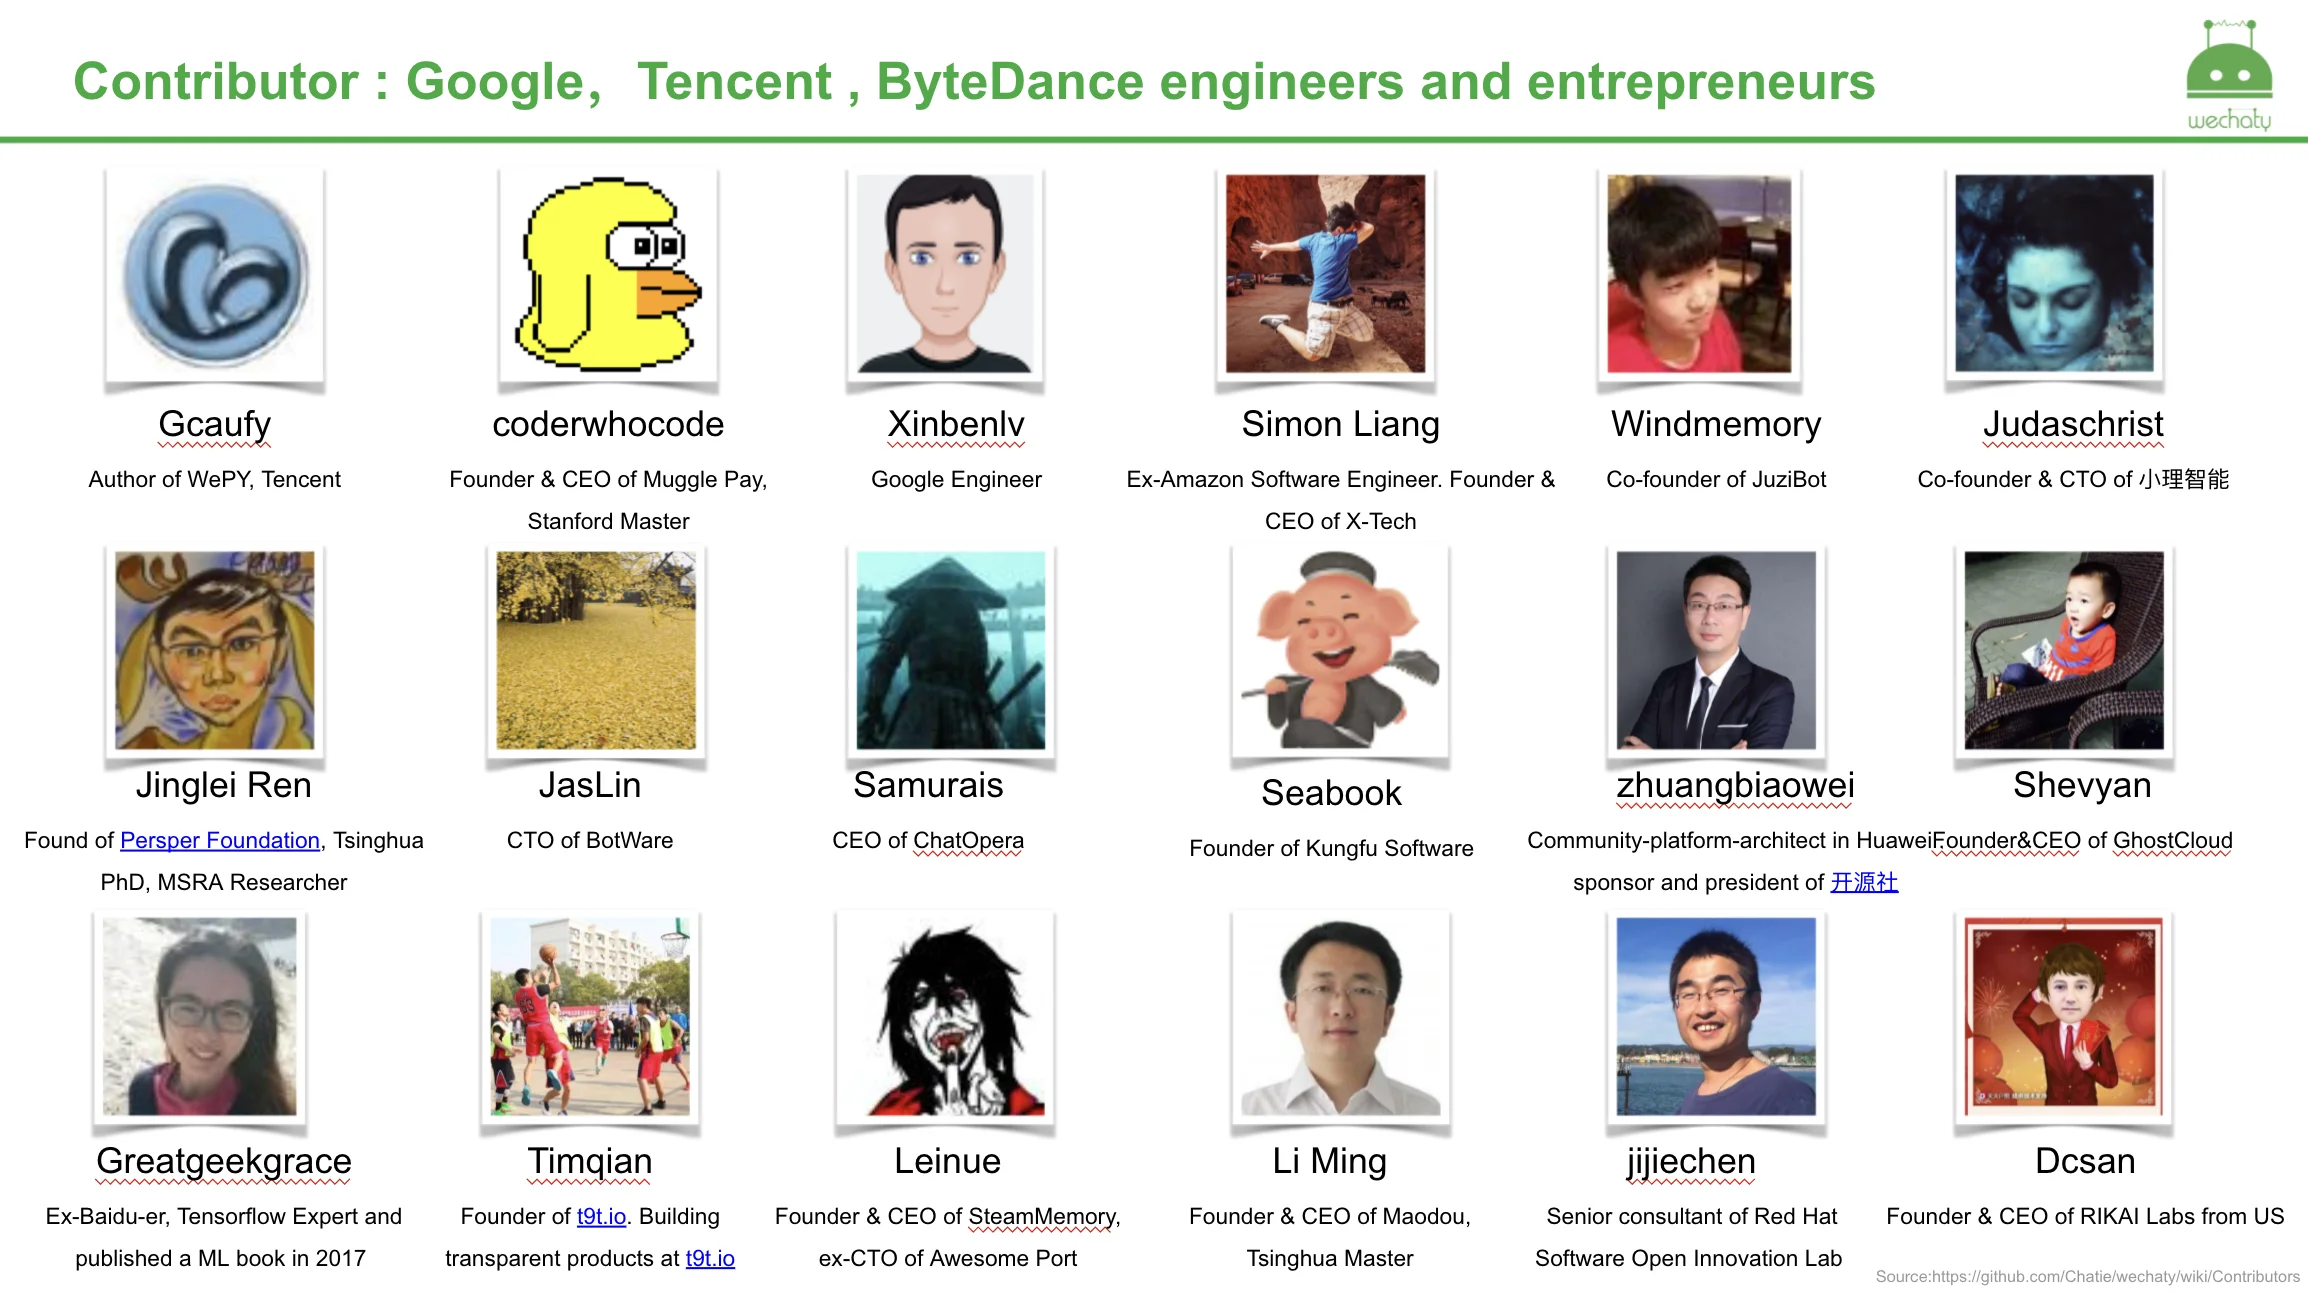 Contributor : Google， Tencent , ByteDance engineers and entrepreneurs
wechaty
Gcaufy
coderwhocode
Xinbenlv
Simon Liang
Windmemory
Judaschrist
Author of WePY, Tencent
Founder & CEO of Muggle Pay,
Stanford Master
Google Engineer
Ex-Amazon Software Engineer. Founder &
CEO of X-Tech
Co-founder of JuziBot
Co-founder & CTO of 小理智能
Jinglei Ren
JasLin
Samurais
Seabook
zhuangbiaowei
Shevyan
Found of Persper Foundation, Tsinghua
PhD, MSRA Researcher
CTO of BotWare
CEO of ChatOpera
Founder of Kungfu Software
Community-platform-architect in Huawei.
sponsor and president of 开源社
Founder&CEO of GhostCloud
Greatgeekgrace
Timqian
Leinue
Li Ming
jijiechen
Dcsan
Ex-Baidu-er, Tensorflow Expert and
published a ML book in 2017
Founder of t9t.io. Building
transparent products at t9t.io
Founder & CEO of SteamMemory,
ex-CTO of Awesome Port
Founder & CEO of Maodou,
Tsinghua Master
Senior consultant of Red Hat
Software Open Innovation Lab
Founder & CEO of RIKAI Labs from US
Source:https://github.com/Chatie/wechaty/wiki/Contributors